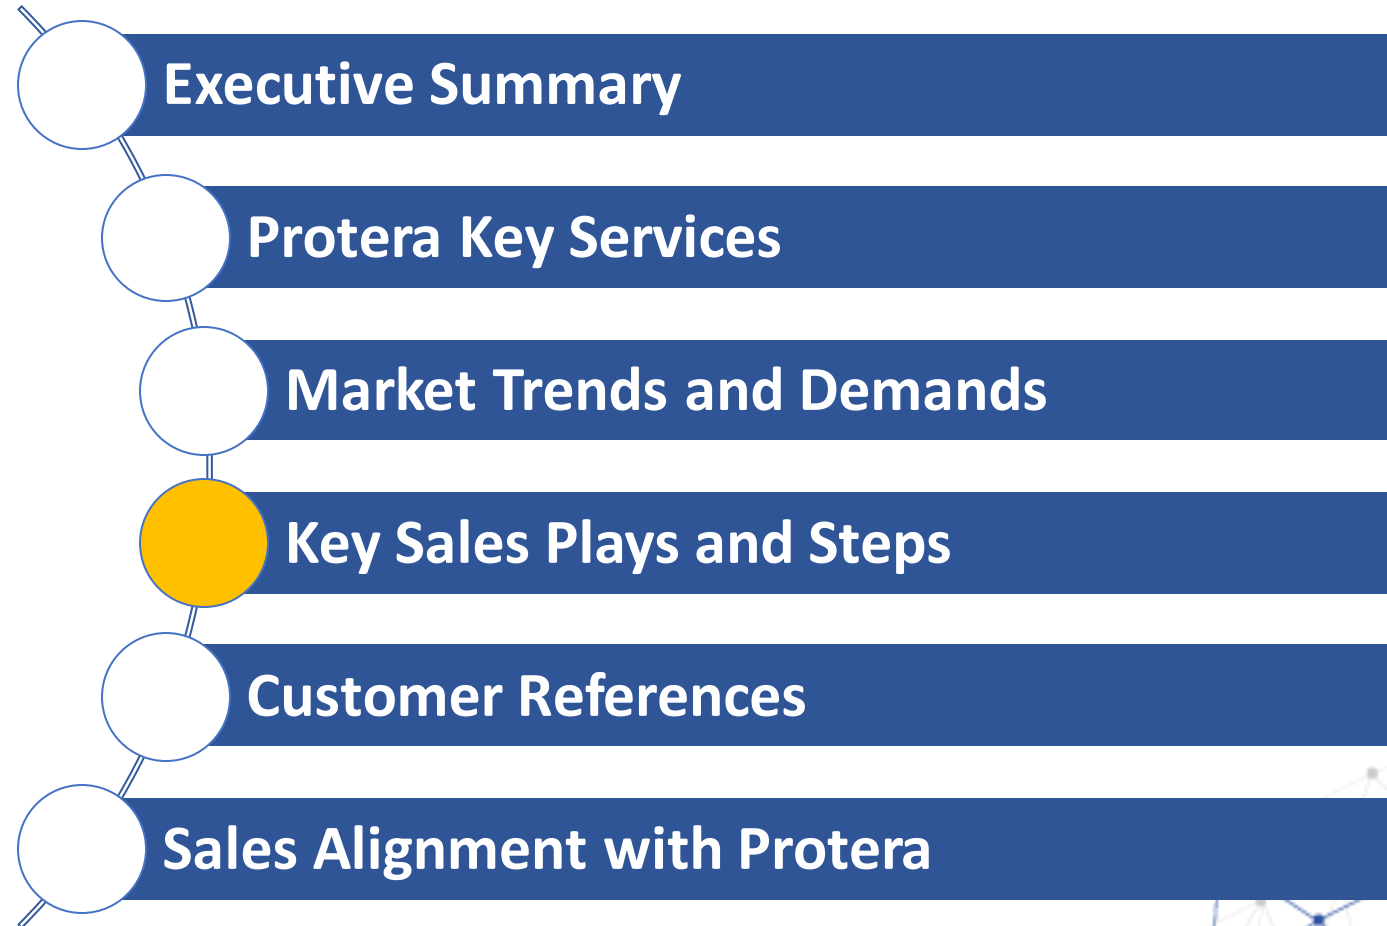 Executive Summary
Protera Key Services
Market Trends and Demands
Key Sales Plays and Steps
Customer References
Sales Alignment with Protera